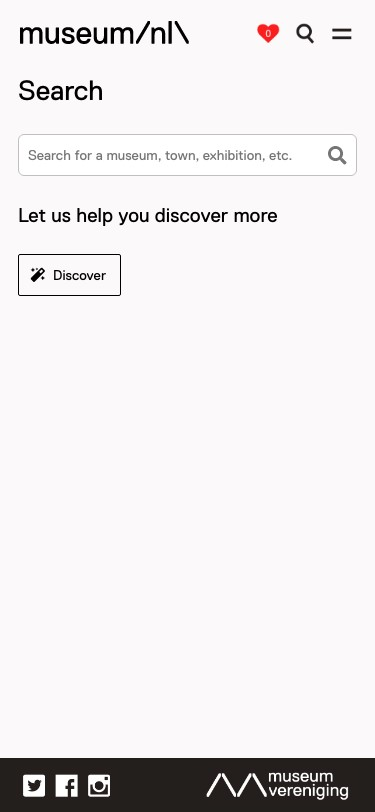 museum/nl\
0
Search
Search for a museum, town, exhibition, etc.
Let us help you discover more
Discover
museum
vereniging